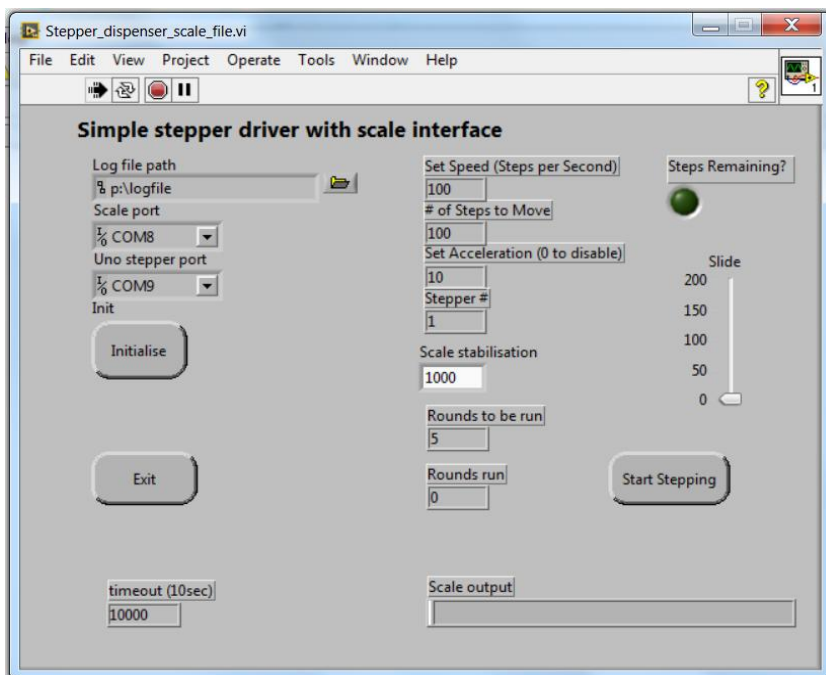 Stepper_dispenser_scale_file.vi
File Edit View Project Operate Tools Window Help
1
Simple stepper driver with scale interface
Log file path
p:\logfile
Scale port
COM8
Uno stepper port
COM9
Init
Initialise
Exit
timeout (10sec)
10000
Set Speed (Steps per Second)
100
# of Steps to Move
100
Set Acceleration (0 to disable)
10
Stepper #
1
Scale stabilisation
1000
Rounds to be run
5
Rounds run
0
Scale output
Steps Remaining?
Slide
200
150
100
50
0
Start Stepping